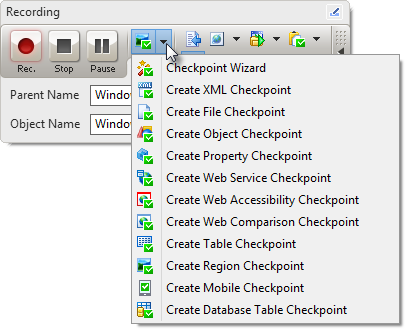 Recording
Rec.
Stop
Pause
Parent Name
Windo
Object Name
Windo
Checkpoint Wizard
Create XML Checkpoint
Create File Checkpoint
Create Object Checkpoint
Create Property Checkpoint
Create Web Service Checkpoint
Create Web Accessibility Checkpoint
Create Web Comparison Checkpoint
Create Table Checkpoint
Create Region Checkpoint
Create Mobile Checkpoint
Create Database Table Checkpoint